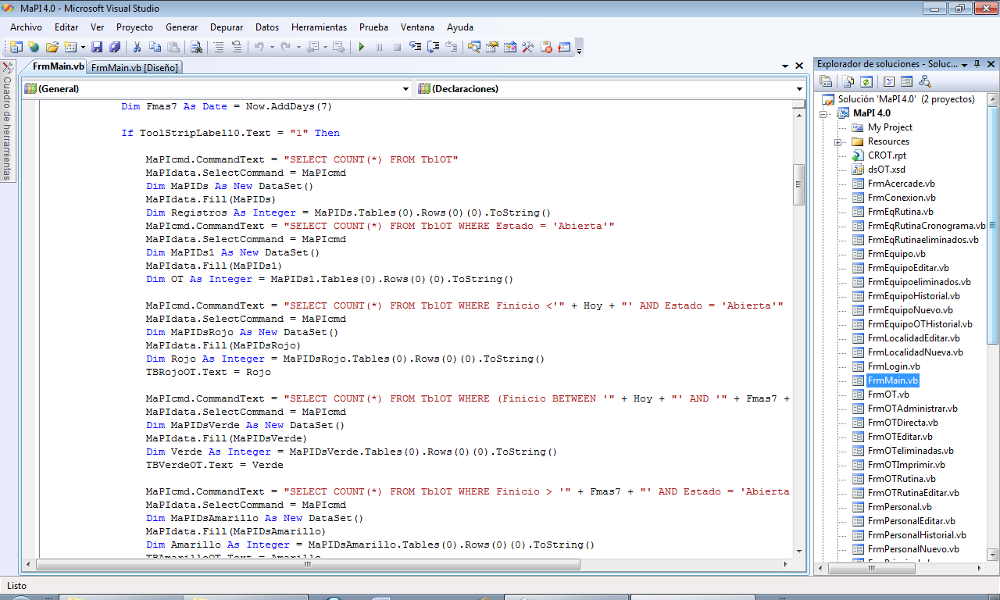 MaPI 4.0 - Microsoft Visual Studio
Archivo Editar Ver Proyecto Generar Depurar Datos Herramientas Prueba Ventana Ayuda
FrmMain.vb FrmMain.vb [Diseño]
Cuadro de herramientas
(General) (Declaraciones)
Dim Fmas7 As Date = Now.AddDays(7)
If ToolStripLabel10.Text = "1" Then
MaPIcmd.CommandText = "SELECT COUNT(*) FROM TblOT"
MaPIdata.SelectCommand = MaPIcmd
Dim MaPIDs As New DataSet()
MaPIdata.Fill(MaPIDs)
Dim Registros As Integer = MaPIDs.Tables(0).Rows(0)(0).ToString()
MaPIcmd.CommandText = "SELECT COUNT(*) FROM TblOT WHERE Estado = 'Abierta'"
MaPIdata.SelectCommand = MaPIcmd
Dim MaPIDs1 As New DataSet()
MaPIdata.Fill(MaPIDs1)
Dim OT As Integer = MaPIDs1.Tables(0).Rows(0)(0).ToString()
MaPIcmd.CommandText = "SELECT COUNT(*) FROM TblOT WHERE Finicio <'" + Hoy + "' AND Estado = 'Abierta'"
MaPIdata.SelectCommand = MaPIcmd
Dim MaPIDsRojo As New DataSet()
MaPIdata.Fill(MaPIDsRojo)
Dim Rojo As Integer = MaPIDsRojo.Tables(0).Rows(0)(0).ToString()
TBRojoOT.Text = Rojo
MaPIcmd.CommandText = "SELECT COUNT(*) FROM TblOT WHERE (Finicio BETWEEN '" + Hoy + "' AND '" + Fmas7 +
MaPIdata.SelectCommand = MaPIcmd
Dim MaPIDsVerde As New DataSet()
MaPIdata.Fill(MaPIDsVerde)
Dim Verde As Integer = MaPIDsVerde.Tables(0).Rows(0)(0).ToString()
TBVerdeOT.Text = Verde
MaPIcmd.CommandText = "SELECT COUNT(*) FROM TblOT WHERE Finicio > '" + Fmas7 + "' AND Estado = 'Abierta
MaPIdata.SelectCommand = MaPIcmd
Dim MaPIDsAmarillo As New DataSet()
MaPIdata.Fill(MaPIDsAmarillo)
Dim Amarillo As Integer = MaPIDsAmarillo.Tables(0).Rows(0)(0).ToString()
TBAmarilloOT.Text = Amarillo
Explorador de soluciones - Soluc...
Solución 'MaPI 4.0' (2 proyectos)
MaPI 4.0
My Project
Resources
CROT.rpt
dsOT.xsd
FrmAcercade.vb
FrmConexion.vb
FrmEqRutina.vb
FrmEqRutinaCronograma.vb
FrmEqRutinaeliminados.vb
FrmEquipo.vb
FrmEquipoEditar.vb
FrmEquipoeliminados.vb
FrmEquipoHistorial.vb
FrmEquipoNuevo.vb
FrmEquipoOTHistorial.vb
FrmLocalidadEditar.vb
FrmLocalidadNueva.vb
FrmLogin.vb
FrmMain.vb
FrmOT.vb
FrmOTAdministrar.vb
FrmOTDirecta.vb
FrmOTEditar.vb
FrmOTeliminadas.vb
FrmOTImprimir.vb
FrmOTRutina.vb
FrmOTRutinaEditar.vb
FrmPersonal.vb
FrmPersonalEditar.vb
FrmPersonalHistorial.vb
FrmPersonalNuevo.vb
Listo